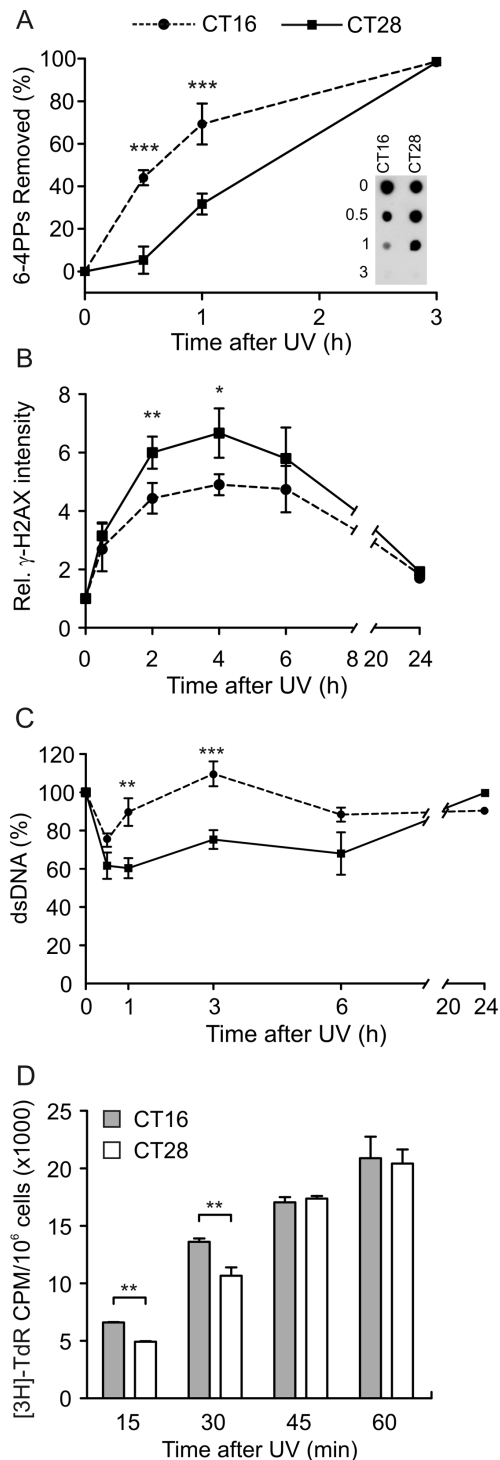 A
CT16 CT28
6-4PPs Removed (%)
100
80
60
40
20
0
***
***
CT16 CT28
0
0.5
1
3
0 1 2 3
Time after UV (h)
B
Rel. γ-H2AX intensity
8
6
4
2
0
** *
0 2 4 6 8 20 24
Time after UV (h)
C
dsDNA (%)
120
100
80
60
40
20
0
** ***
0 1 3 6 20 24
Time after UV (h)
D
[3H]-TdR CPM/10⁶ cells (x1000)
25
20
15
10
5
0
CT16
CT28
**
**
15 30 45 60
Time after UV (min)